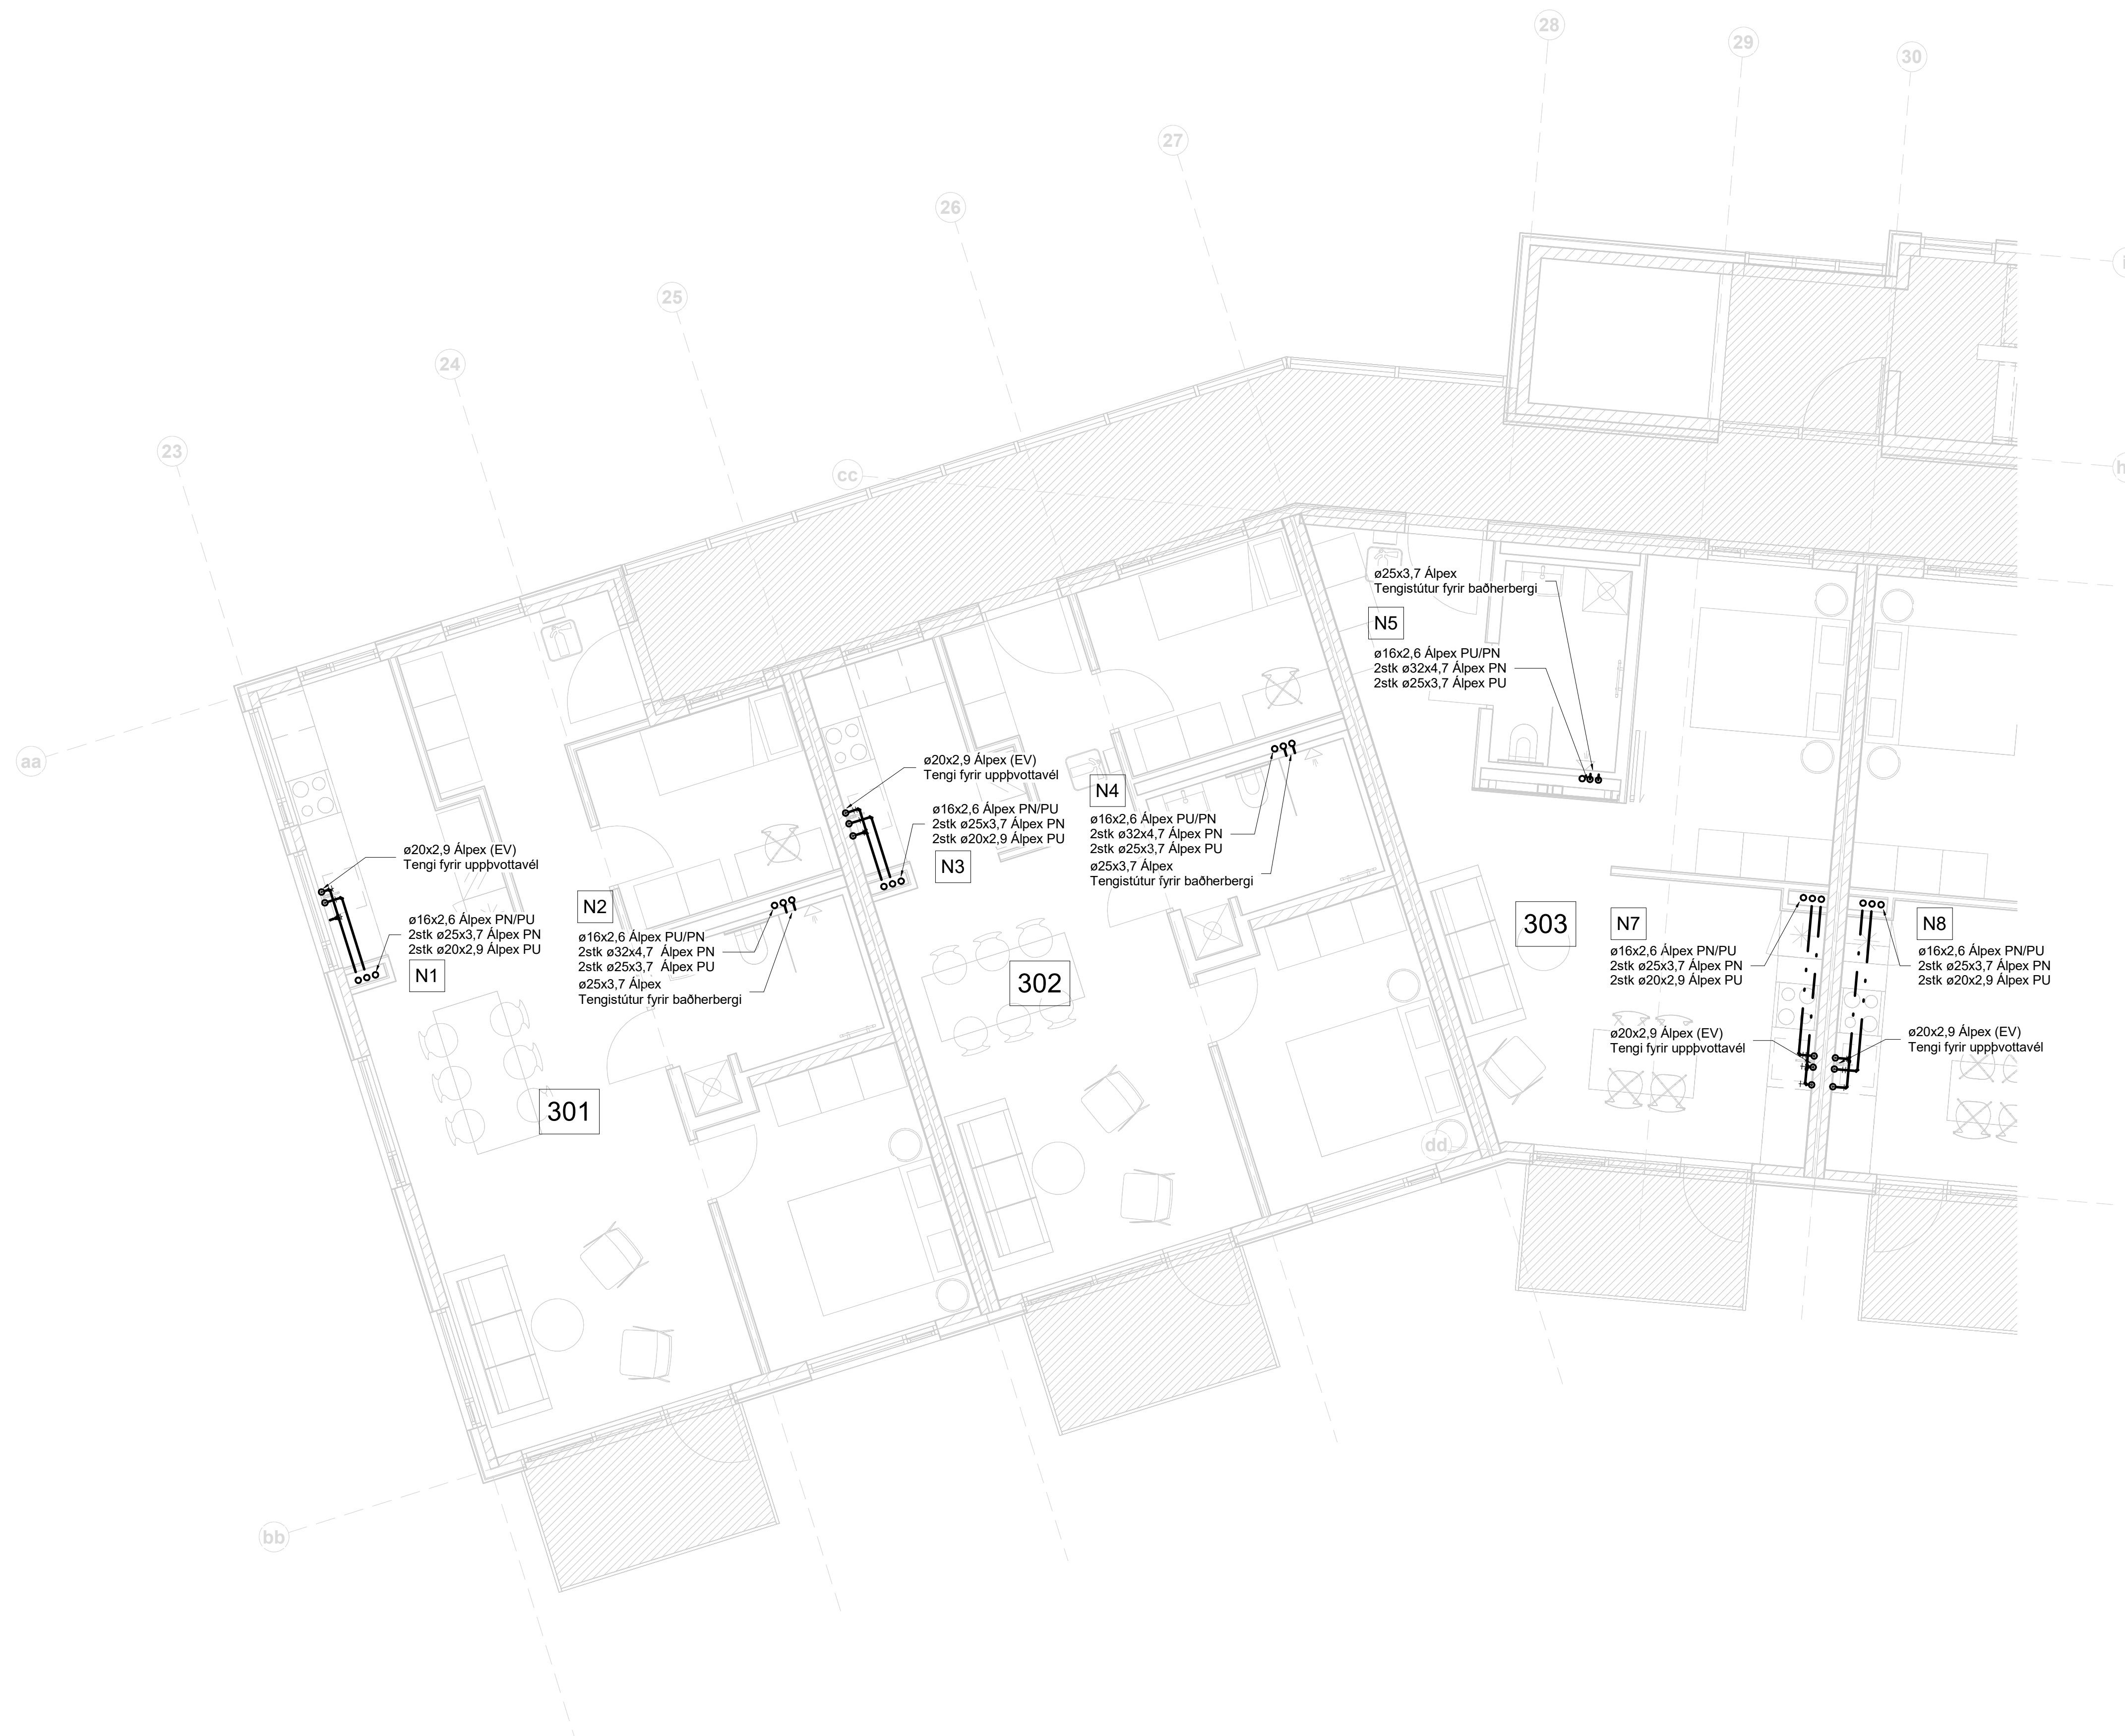 28
29
30
27
26
25
24
23
cc
aa
bb
dd
ø25x3,7 Álpex
Tengistútur fyrir baðherbergi
N5
ø16x2,6 Álpex PU/PN
2stk ø32x4,7 Álpex PN
2stk ø25x3,7 Álpex PU
ø20x2,9 Álpex (EV)
Tengi fyrir uppþvottavél
ø16x2,6 Álpex PN/PU
2stk ø25x3,7 Álpex PN
2stk ø20x2,9 Álpex PU
N3
N4
ø16x2,6 Álpex PU/PN
2stk ø32x4,7 Álpex PN
2stk ø25x3,7 Álpex PU
ø25x3,7 Álpex
Tengistútur fyrir baðherbergi
ø20x2,9 Álpex (EV)
Tengi fyrir uppþvottavél
ø16x2,6 Álpex PN/PU
2stk ø25x3,7 Álpex PN
2stk ø20x2,9 Álpex PU
N1
N2
ø16x2,6 Álpex PU/PN
2stk ø32x4,7 Álpex PN
2stk ø25x3,7 Álpex PU
ø25x3,7 Álpex
Tengistútur fyrir baðherbergi
301
302
303
N7
ø16x2,6 Álpex PN/PU
2stk ø25x3,7 Álpex PN
2stk ø20x2,9 Álpex PU
ø20x2,9 Álpex (EV)
Tengi fyrir uppþvottavél
N8
ø16x2,6 Álpex PN/PU
2stk ø25x3,7 Álpex PN
2stk ø20x2,9 Álpex PU
ø20x2,9 Álpex (EV)
Tengi fyrir uppþvottavél